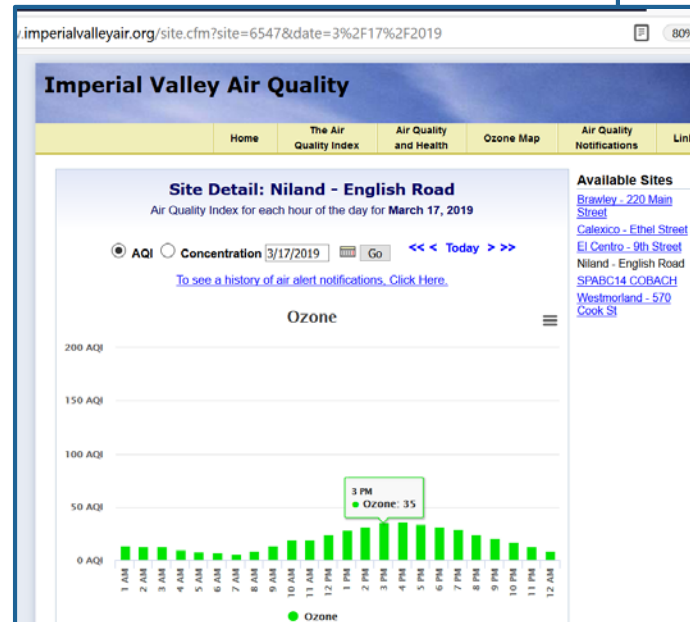 .imperialvalleyair.org/site.cfm?site=6547&date=3%2F17%2F2019
80%
Imperial Valley Air Quality
Home
The Air Quality Index
Air Quality and Health
Ozone Map
Air Quality Notifications
Site Detail: Niland - English Road
Air Quality Index for each hour of the day for March 17, 2019
AQI Concentration 3/17/2019 Go << < Today > >>
To see a history of air alert notifications, Click Here.
Available Sites
Brawley - 220 Main
Street
Calexico - Ethel Street
El Centro - 9th Street
Niland - English Road
SPABC14 COBACH
Westmorland - 570
Cook St
Ozone
200 AQI
150 AQI
100 AQI
50 AQI
0 AQI
3 PM
Ozone: 35
1 AM
2 AM
3 AM
4 AM
5 AM
6 AM
7 AM
8 AM
9 AM
10 AM
11 AM
12 PM
1 PM
2 PM
3 PM
4 PM
5 PM
6 PM
7 PM
8 PM
9 PM
10 PM
11 PM
12 AM
Ozone